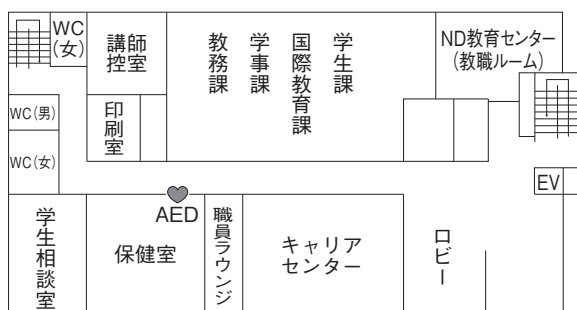 WC
(女)
講師
控室
教務課
学事課
国際教育課
学生課
ND教育センター
(教職ルーム)
WC(男)
印刷室
WC(女)
EV
AED
学生相談室
保健室
職員ラウンジ
キャリア
センター
ロビー